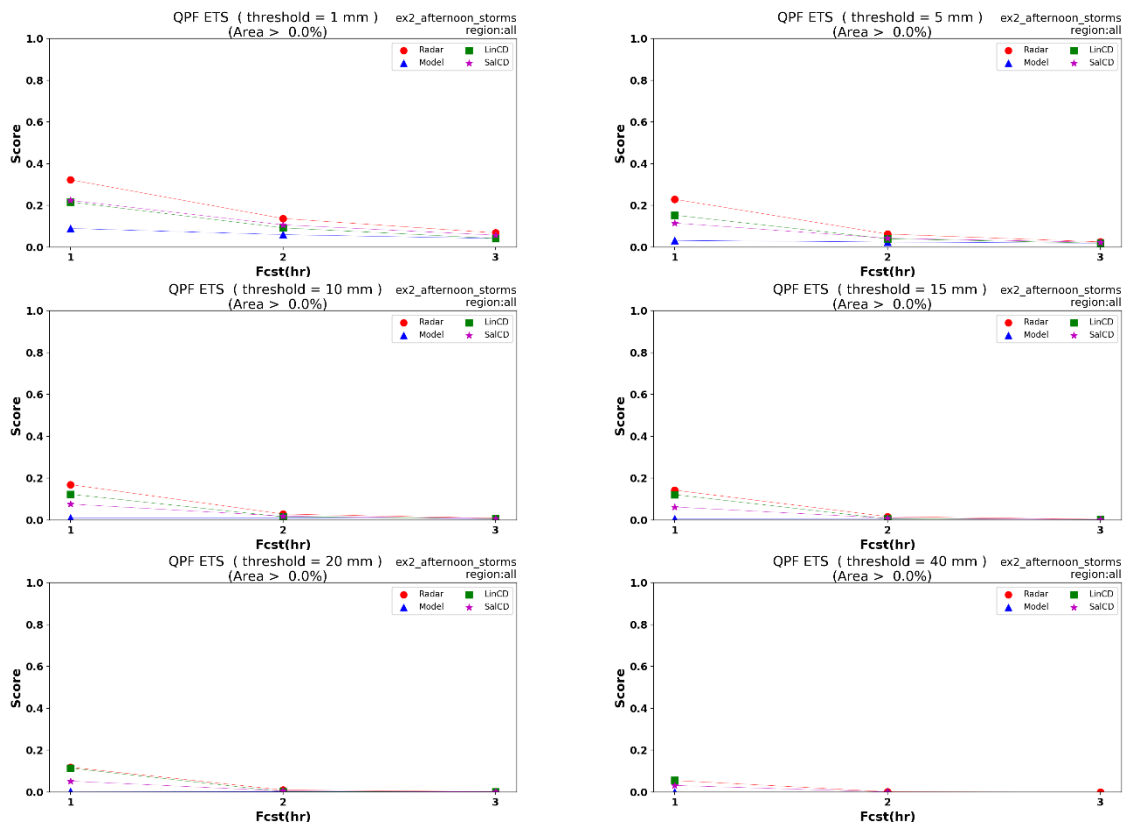 QPF ETS  ( threshold = 1 mm )
(Area >  0.0%)
ex2_afternoon_storms
region:all
Radar
LinCD
Model
SalCD
1.0
0.8
0.6
0.4
0.2
0.0
Score
1
2
3
Fcst(hr)
QPF ETS  ( threshold = 5 mm )
(Area >  0.0%)
ex2_afternoon_storms
region:all
Radar
LinCD
Model
SalCD
1.0
0.8
0.6
0.4
0.2
0.0
Score
1
2
3
Fcst(hr)
QPF ETS  ( threshold = 10 mm )
(Area >  0.0%)
ex2_afternoon_storms
region:all
Radar
LinCD
Model
SalCD
1.0
0.8
0.6
0.4
0.2
0.0
Score
1
2
3
Fcst(hr)
QPF ETS  ( threshold = 15 mm )
(Area >  0.0%)
ex2_afternoon_storms
region:all
Radar
LinCD
Model
SalCD
1.0
0.8
0.6
0.4
0.2
0.0
Score
1
2
3
Fcst(hr)
QPF ETS  ( threshold = 20 mm )
(Area >  0.0%)
ex2_afternoon_storms
region:all
Radar
LinCD
Model
SalCD
1.0
0.8
0.6
0.4
0.2
0.0
Score
1
2
3
Fcst(hr)
QPF ETS  ( threshold = 40 mm )
(Area >  0.0%)
ex2_afternoon_storms
region:all
Radar
LinCD
Model
SalCD
1.0
0.8
0.6
0.4
0.2
0.0
Score
1
2
3
Fcst(hr)